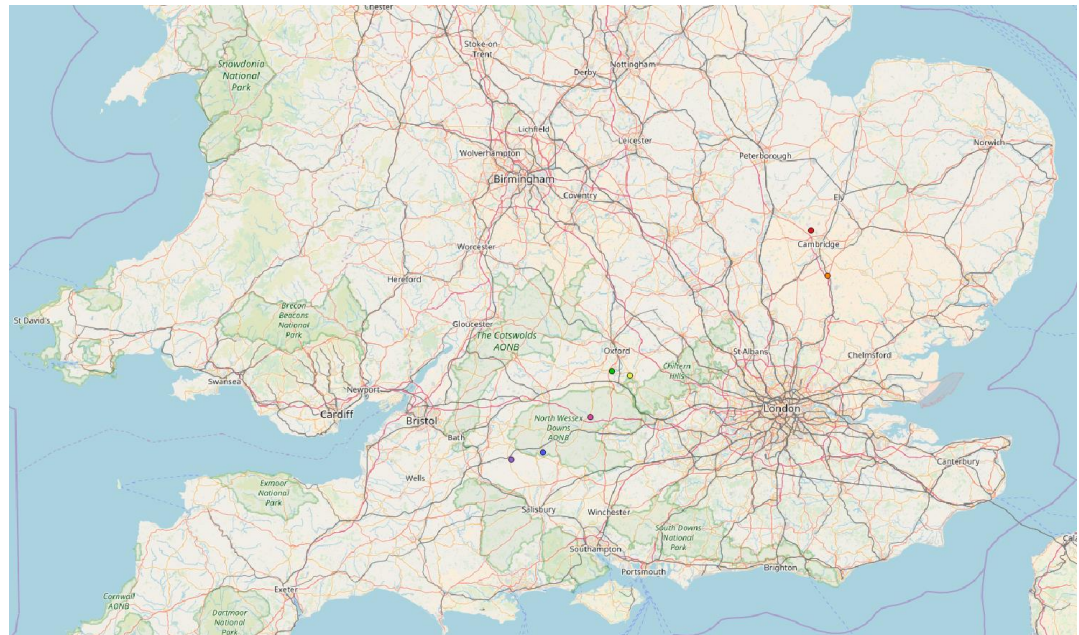 Chester
Stoke-on-
Trent
Snowdonia
National
Park
Derby
Nottingham
Lichfield
Wolverhampton
Leicester
Birmingham
Coventry
Peterborough
Norwich
Ely
Cambridge
Worcester
Hereford
Brecon
Beacons
National
Park
St David's
Gloucester
The Cotswolds
AONB
Oxford
Chiltern
Hills
St Albans
Chelmsford
Swansea
Newport
Cardiff
Bristol
Bath
North Wessex
Downs
AONB
London
Canterbury
Wells
Exmoor
National
Park
Salisbury
Winchester
South Downs
National
Park
Southampton
Portsmouth
Brighton
Exeter
Cornwall
AONB
Dartmoor
National
Park